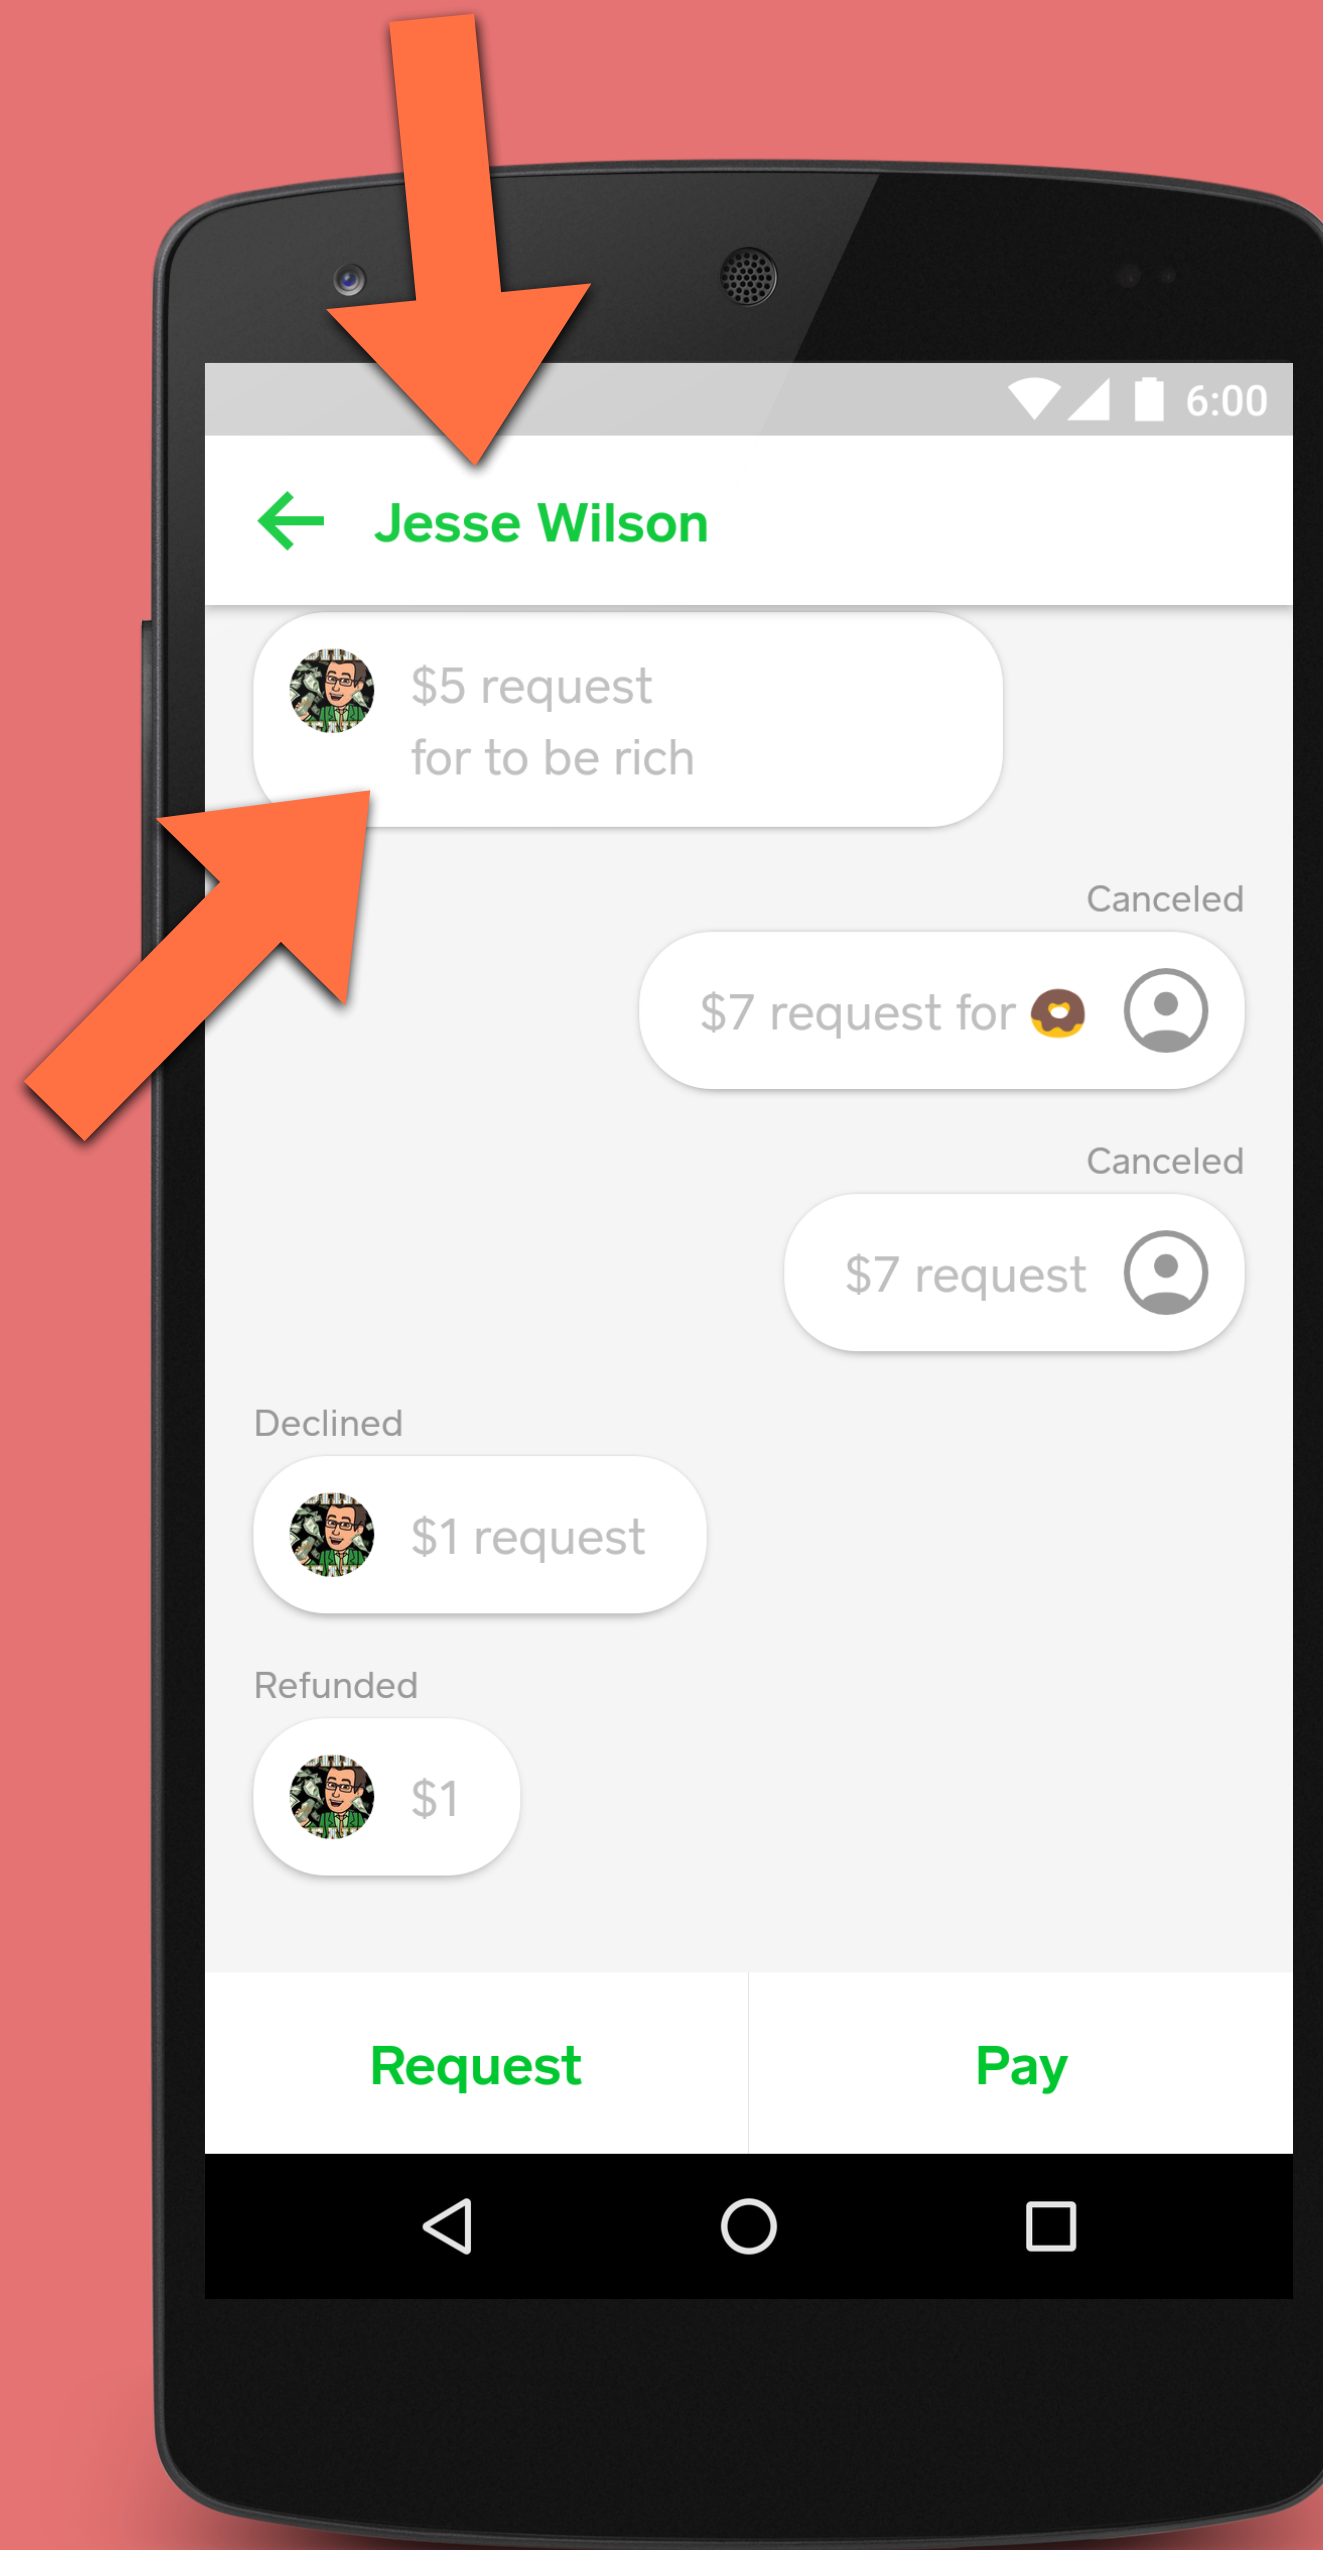 6:00
Jesse Wilson
$5 request
for to be rich
Canceled
$7 request for 🍩
Canceled
$7 request
Declined
$1 request
Refunded
$1
Request
Pay